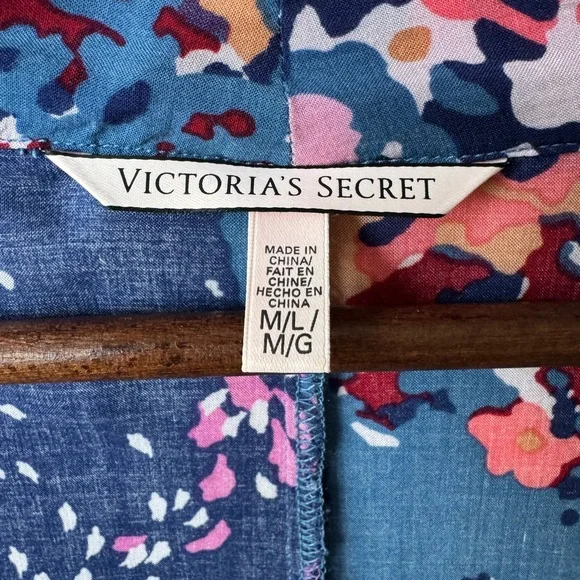 VICTORIA'S SECRET
MADE IN
CHINA/
FAIT EN
CHINE/
HECHO EN
CHINA
M/L/
M/G